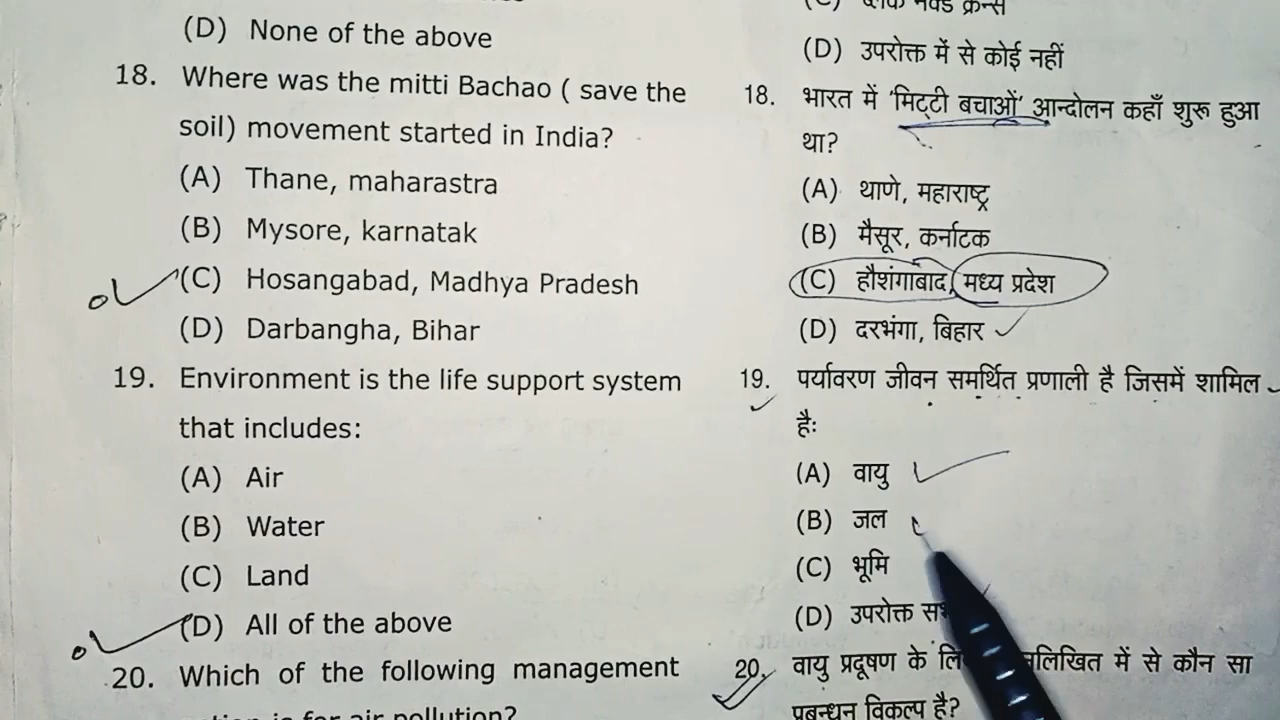 (D) None of the above
18. Where was the mitti Bachao ( save the
soil) movement started in India?
(A) Thane, maharastra
(B) Mysore, karnatak
(C) Hosangabad, Madhya Pradesh
(D) Darbangha, Bihar
19. Environment is the life support system
that includes:
(A) Air
(B) Water
(C) Land
(D) All of the above
20. Which of the following management
is for air pollution?
(D) उपरोक्त में से कोई नहीं
18. भारत में 'मिट्टी बचाओं' आन्दोलन कहाँ शुरू हुआ
था?
(A) थाणे, महाराष्ट्र
(B) मैसूर, कर्नाटक
(C) हौशंगाबाद, मध्य प्रदेश
(D) दरभंगा, बिहार
19. पर्यावरण जीवन समर्थित प्रणाली है जिसमें शामिल
हैः
(A) वायु
(B) जल
(C) भूमि
(D) उपरोक्त
20. वायु प्रदूषण के में से कौन सा
प्रबन्धन विकल्प है?